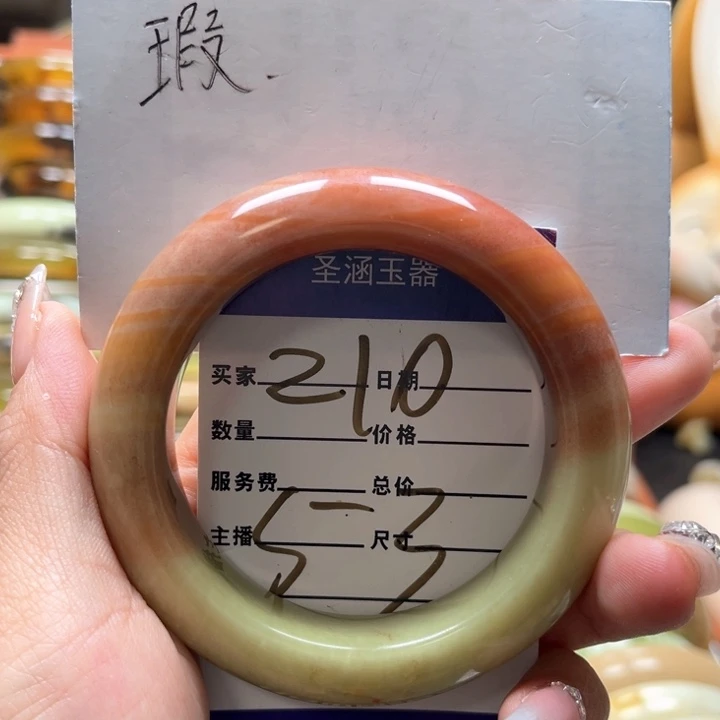 瑕.
圣涵玉器
买家 210 日期
数量 价格
服务费 总价
主播 53 尺寸